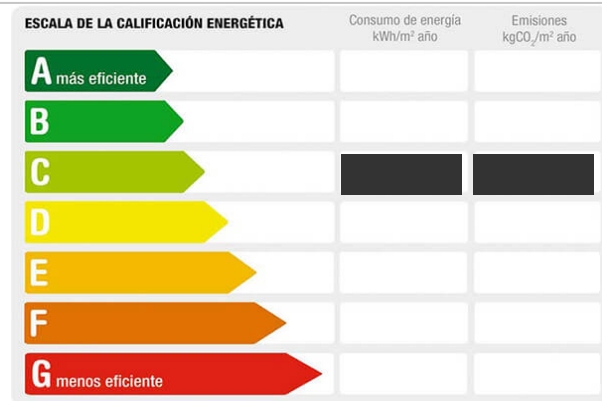 ESCALA DE LA CALIFICACIÓN ENERGÉTICA
Consumo de energía
kWh/m² año
Emisiones
kgCO₂/m² año
A más eficiente
B
C
D
E
F
G menos eficiente